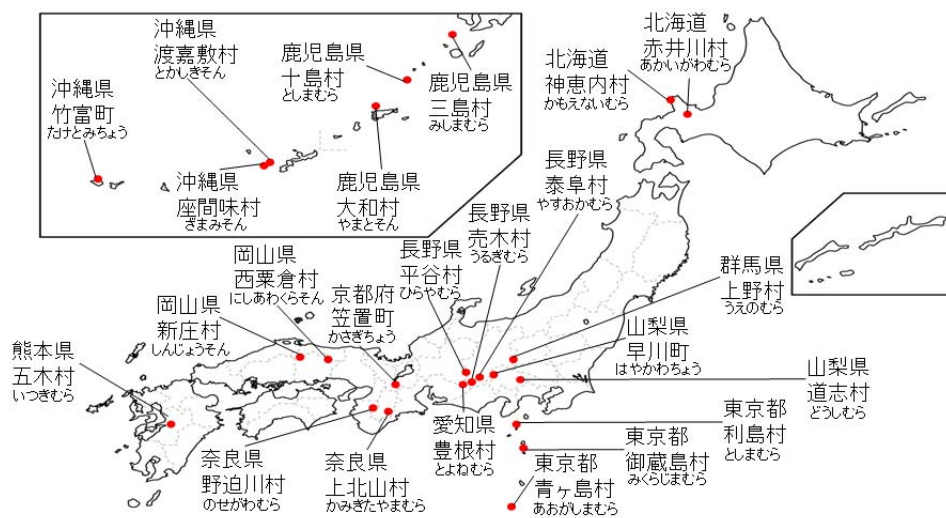 沖縄県
渡嘉敷村
とかしきそん
鹿児島県
十島村
としまむら
鹿児島県
三島村
みしまむら
沖縄県
竹富町
たけとみちょう
沖縄県
座間味村
ざまみそん
鹿児島県
大和村
やまとそん
北海道
赤井川村
あかいがわむら
北海道
神恵内村
かもえないむら
長野県
泰阜村
やすおかむら
長野県
売木村
うるぎむら
長野県
平谷村
ひらやむら
岡山県
西粟倉村
にしあわくらそん
京都府
笠置町
かさぎちょう
群馬県
上野村
うえのむら
岡山県
新庄村
しんじょうそん
山梨県
早川町
はやかわちょう
熊本県
五木村
いつきむら
山梨県
道志村
どうしむら
奈良県
野迫川村
のせがわむら
奈良県
上北山村
かみきたやまむら
愛知県
豊根村
とよねむら
東京都
利島村
としまむら
東京都
御蔵島村
みくらじまむら
東京都
青ヶ島村
あおがしまむら